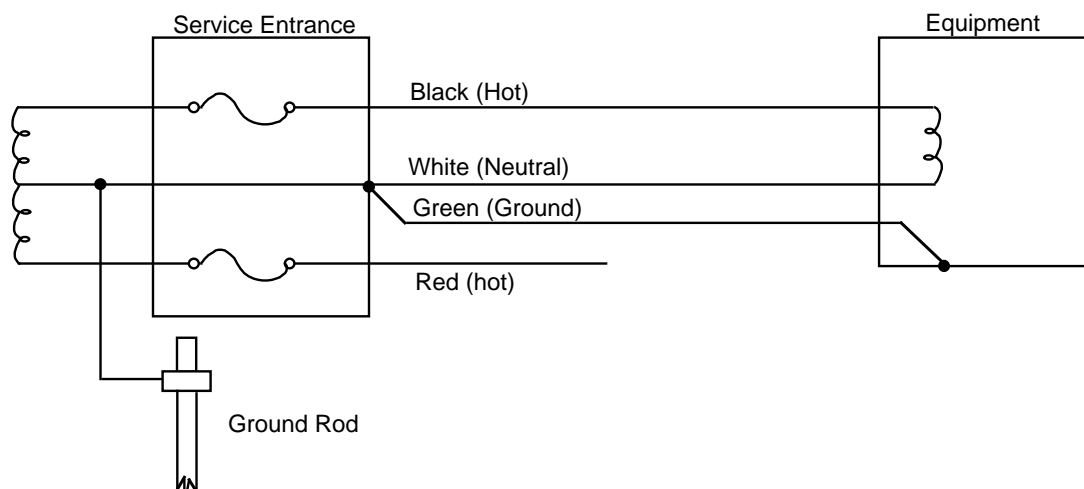 Service Entrance
Equipment
Black (Hot)
White (Neutral)
Green (Ground)
Red (hot)
Ground Rod